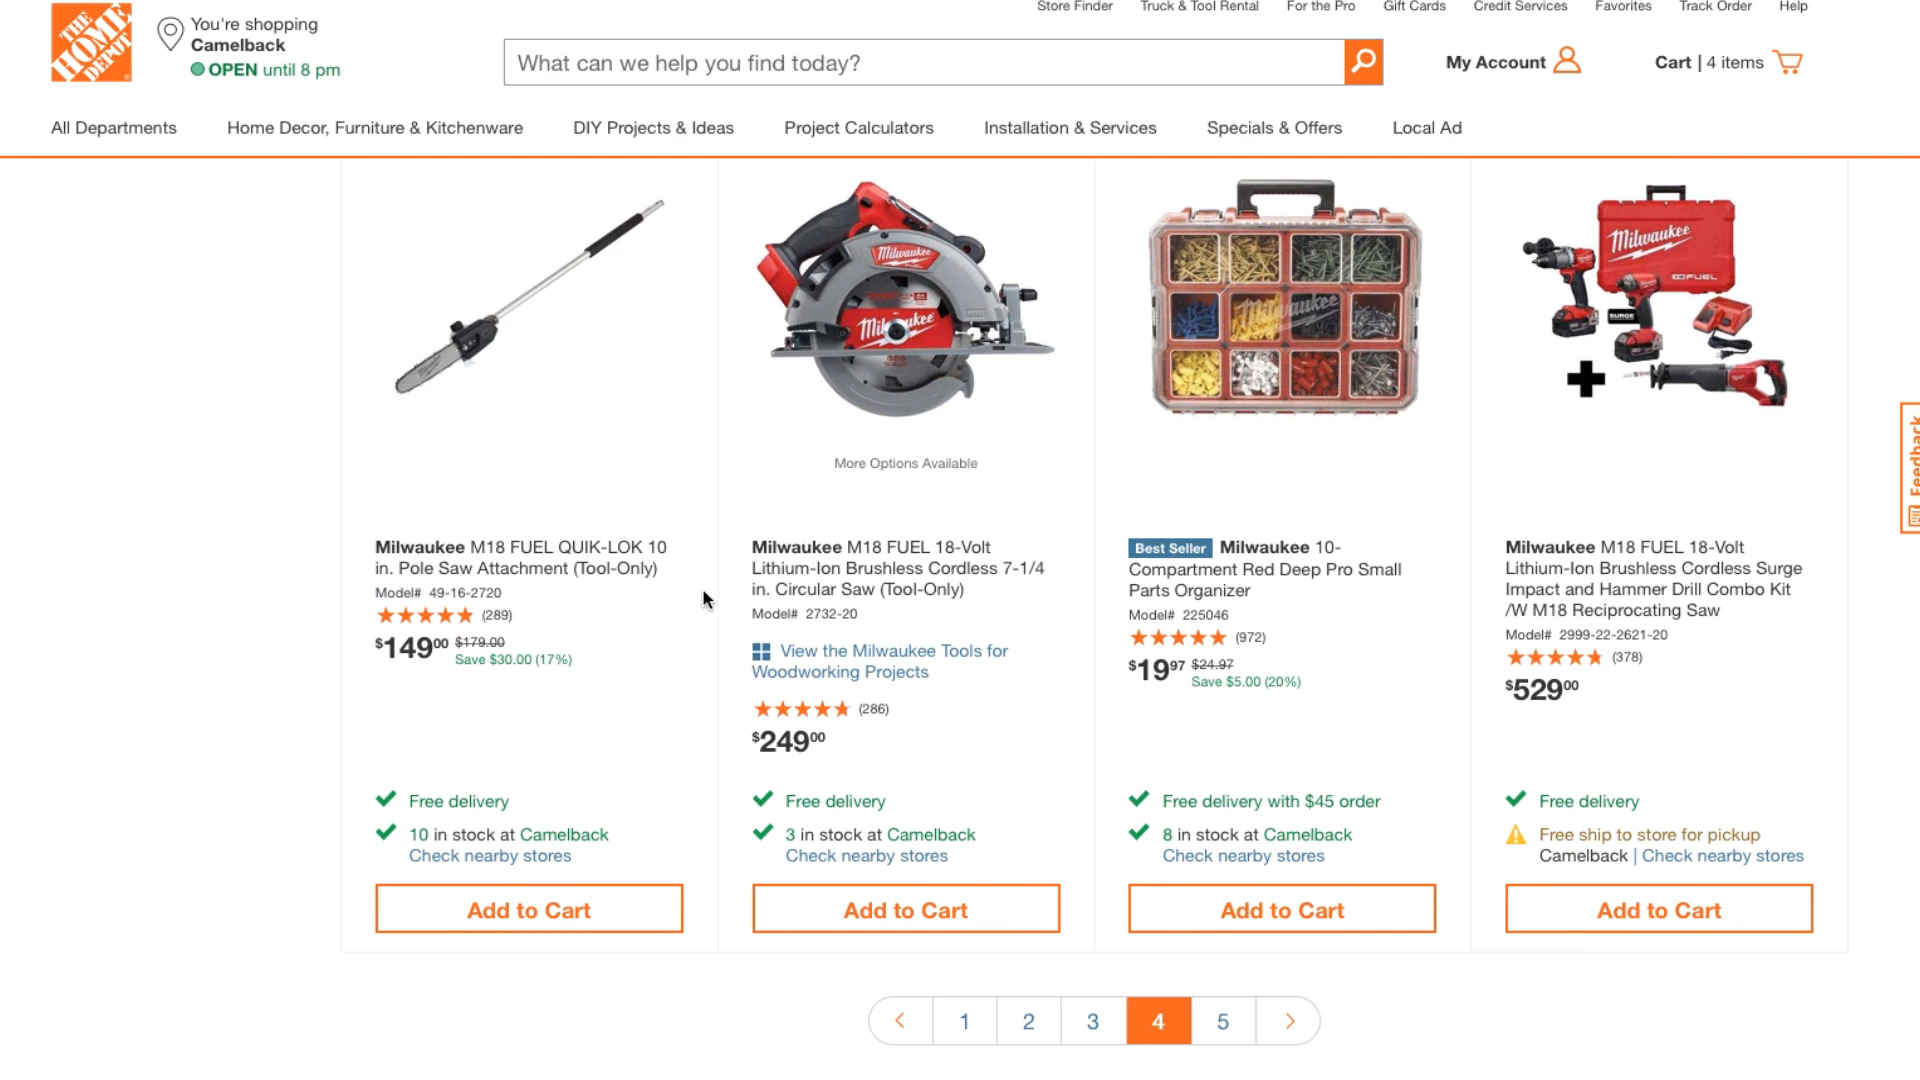 Store Finder
Truck & Tool Rental
For the Pro
Gift Cards
Credit Services
Favorites
Track Order
Help
THE HOME DEPOT
You're shopping
Camelback
OPEN until 8 pm
What can we help you find today?
My Account
Cart | 4 items
All Departments
Home Decor, Furniture & Kitchenware
DIY Projects & Ideas
Project Calculators
Installation & Services
Specials & Offers
Local Ad
Milwaukee
Milwaukee
Milwaukee
Milwaukee
FUEL
SURGE
Feedback
More Options Available
Milwaukee M18 FUEL QUIK-LOK 10
in. Pole Saw Attachment (Tool-Only)
Model# 49-16-2720
(289)
$14900 $179.00
Save $30.00 (17%)
Free delivery
10 in stock at Camelback
Check nearby stores
Add to Cart
Milwaukee M18 FUEL 18-Volt
Lithium-Ion Brushless Cordless 7-1/4
in. Circular Saw (Tool-Only)
Model# 2732-20
View the Milwaukee Tools for
Woodworking Projects
(286)
$24900
Free delivery
3 in stock at Camelback
Check nearby stores
Add to Cart
Best Seller Milwaukee 10-
Compartment Red Deep Pro Small
Parts Organizer
Model# 225046
(972)
$1997 $24.97
Save $5.00 (20%)
Free delivery with $45 order
8 in stock at Camelback
Check nearby stores
Add to Cart
Milwaukee M18 FUEL 18-Volt
Lithium-Ion Brushless Cordless Surge
Impact and Hammer Drill Combo Kit
/W M18 Reciprocating Saw
Model# 2999-22-2621-20
(378)
$52900
Free delivery
Free ship to store for pickup
Camelback | Check nearby stores
Add to Cart
1
2
3
4
5